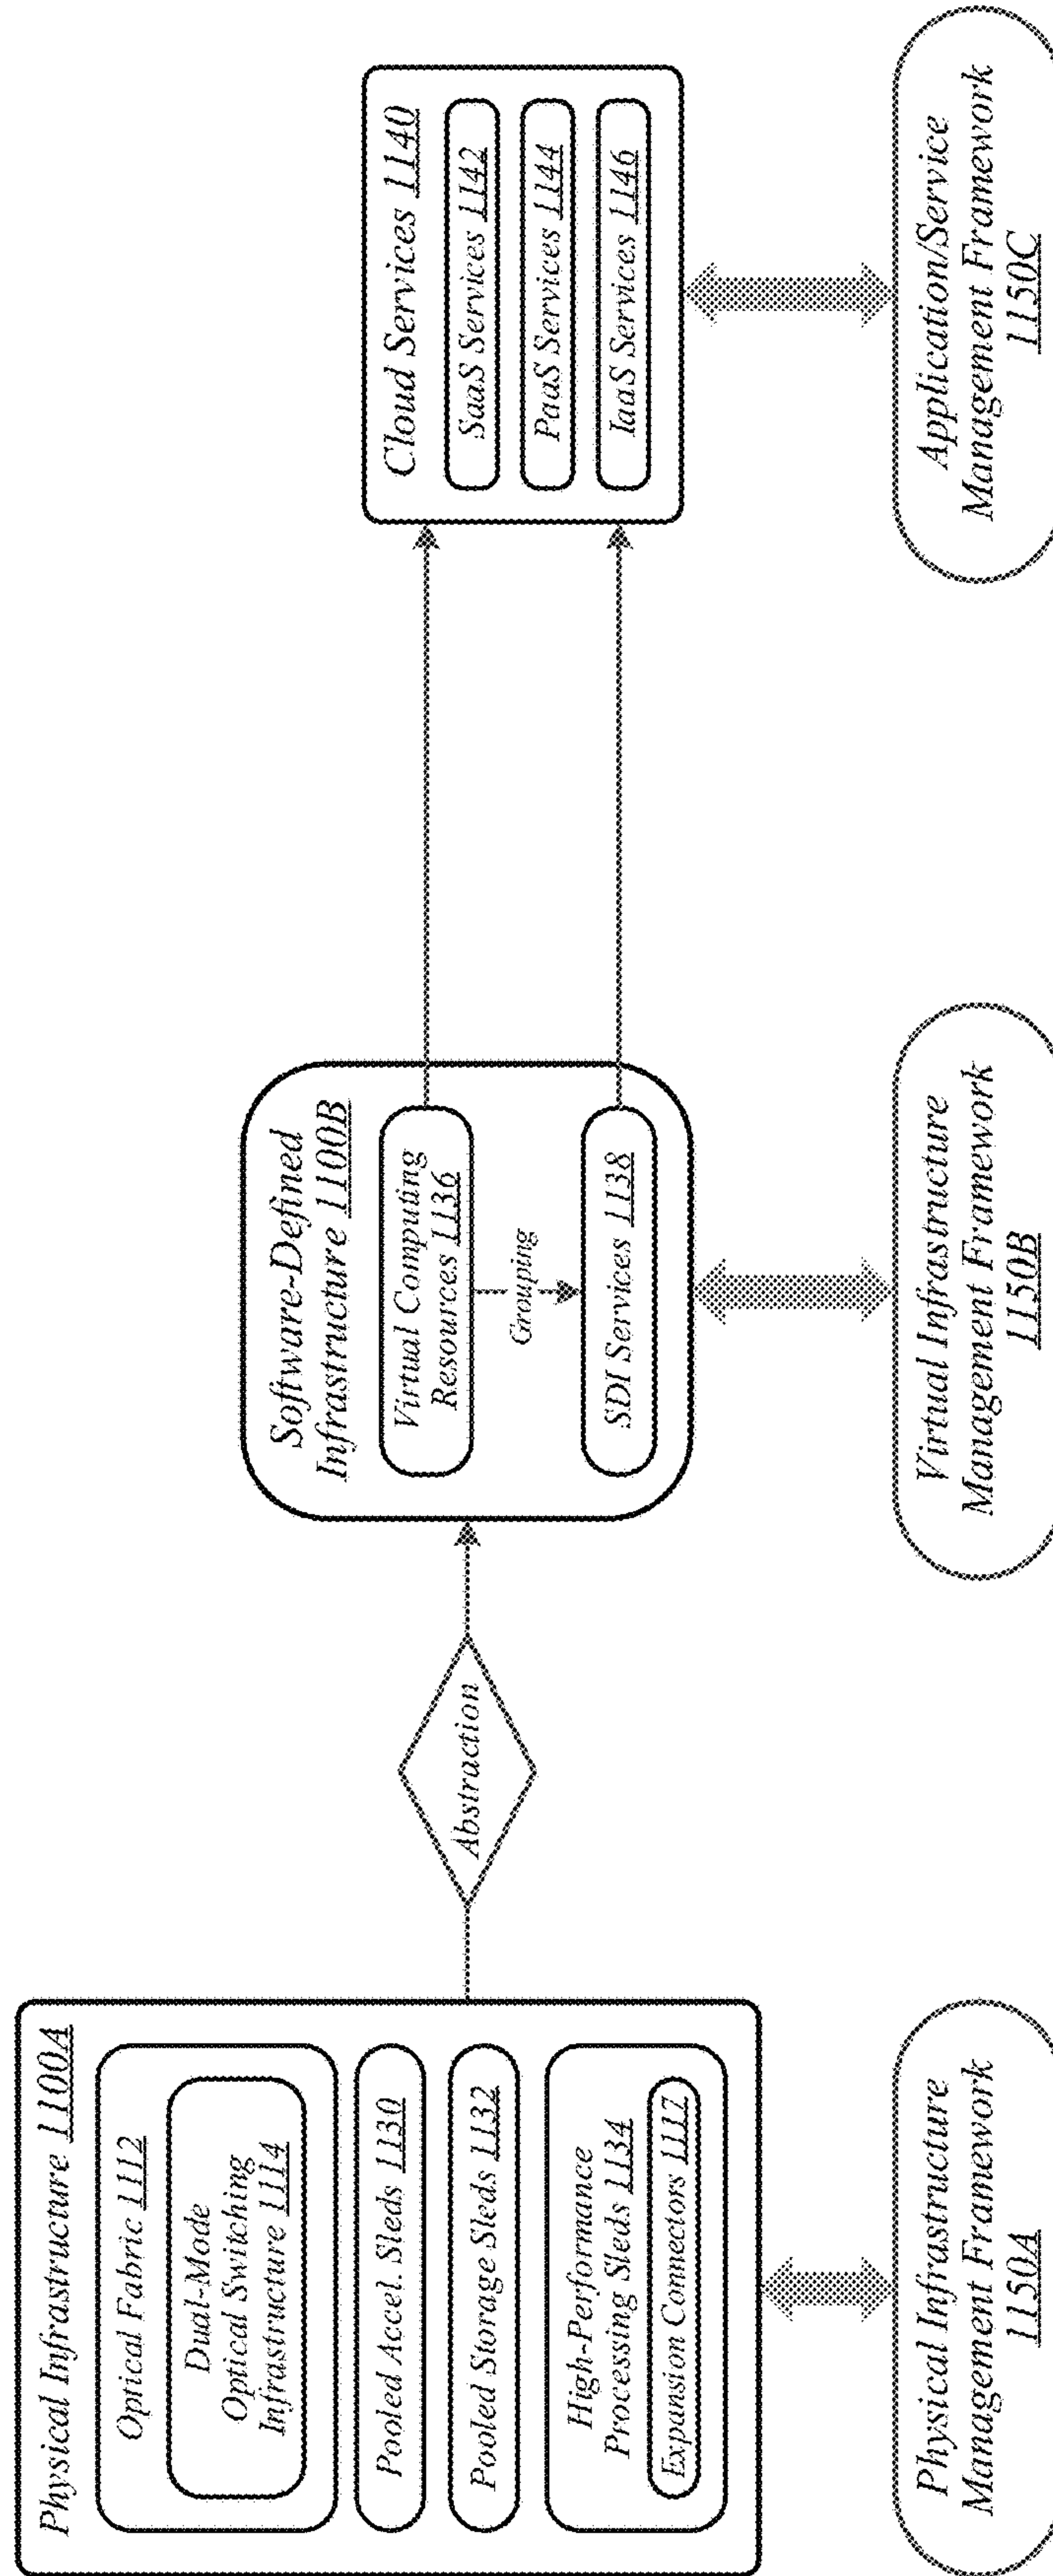 Physical Infrastructure 1100A
Optical Fabric 1112
Dual-Mode
Optical Switching
Infrastructure 1114
Pooled Accel. Sleds 1130
Pooled Storage Sleds 1132
High-Performance
Processing Sleds 1134
Expansion Connectors 1117
Abstraction
Software-Defined
Infrastructure 1100B
Virtual Computing
Resources 1136
Grouping
SDI Services 1138
Cloud Services 1140
SaaS Services 1142
PaaS Services 1144
IaaS Services 1146
Physical Infrastructure
Management Framework
1150A
Virtual Infrastructure
Management Framework
1150B
Application/Service
Management Framework
1150C